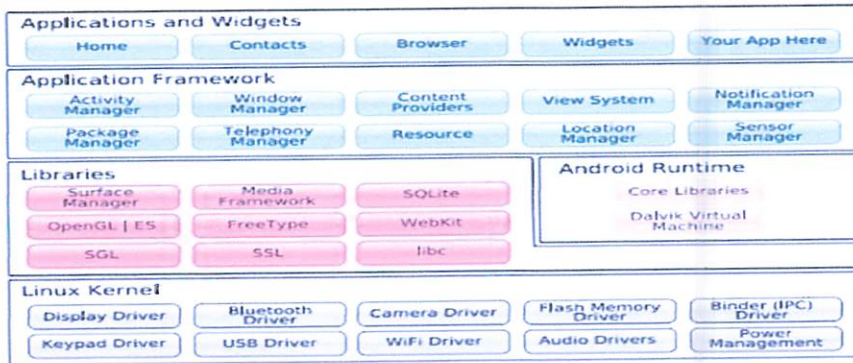 Applications and Widgets
Home Contacts Browser Widgets Your App Here
Application Framework
Activity Manager Window Manager Content Providers View System Notification Manager
Package Manager Telephony Manager Resource Location Manager Sensor Manager
Libraries
Surface Manager Media Framework SQLite
OpenGL | ES FreeType WebKit
SGL SSL libc
Android Runtime
Core Libraries
Dalvik Virtual Machine
Linux Kernel
Display Driver Bluetooth Driver Camera Driver Flash Memory Driver Binder (IPC) Driver
Keypad Driver USB Driver WiFi Driver Audio Drivers Power Management